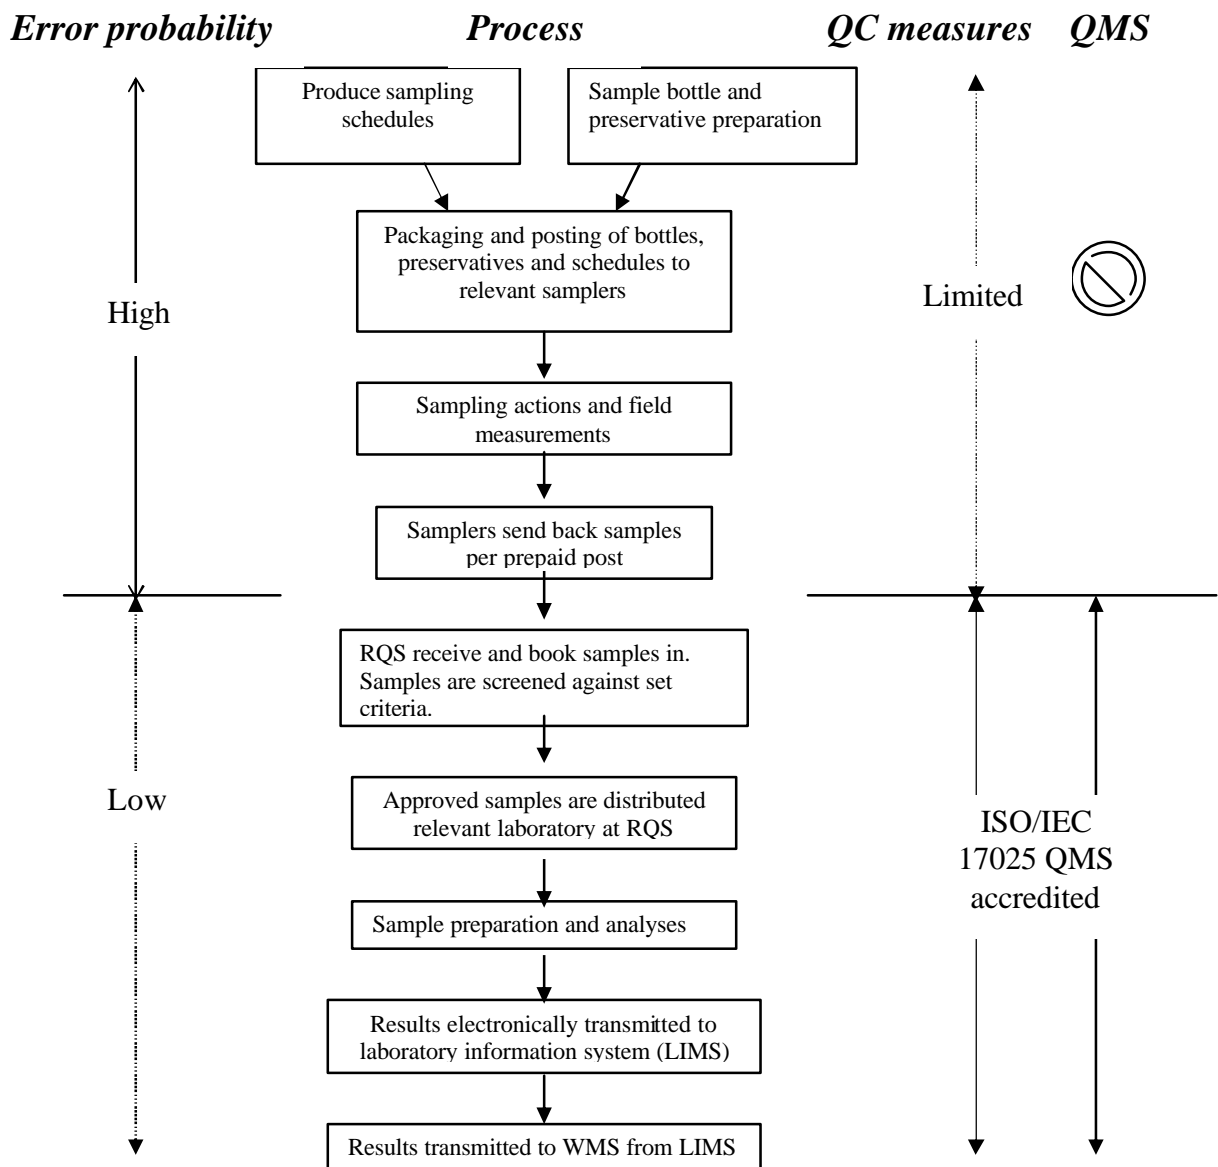 Error probability
Process
QC measures
QMS
Produce sampling
schedules
Sample bottle and
preservative preparation
Packaging and posting of bottles,
preservatives and schedules to
relevant samplers
High
Limited
Sampling actions and field
measurements
Samplers send back samples
per prepaid post
RQS receive and book samples in.
Samples are screened against set
criteria.
Low
Approved samples are distributed
relevant laboratory at RQS
ISO/IEC
17025 QMS
accredited
Sample preparation and analyses
Results electronically transmitted to
laboratory information system (LIMS)
Results transmitted to WMS from LIMS